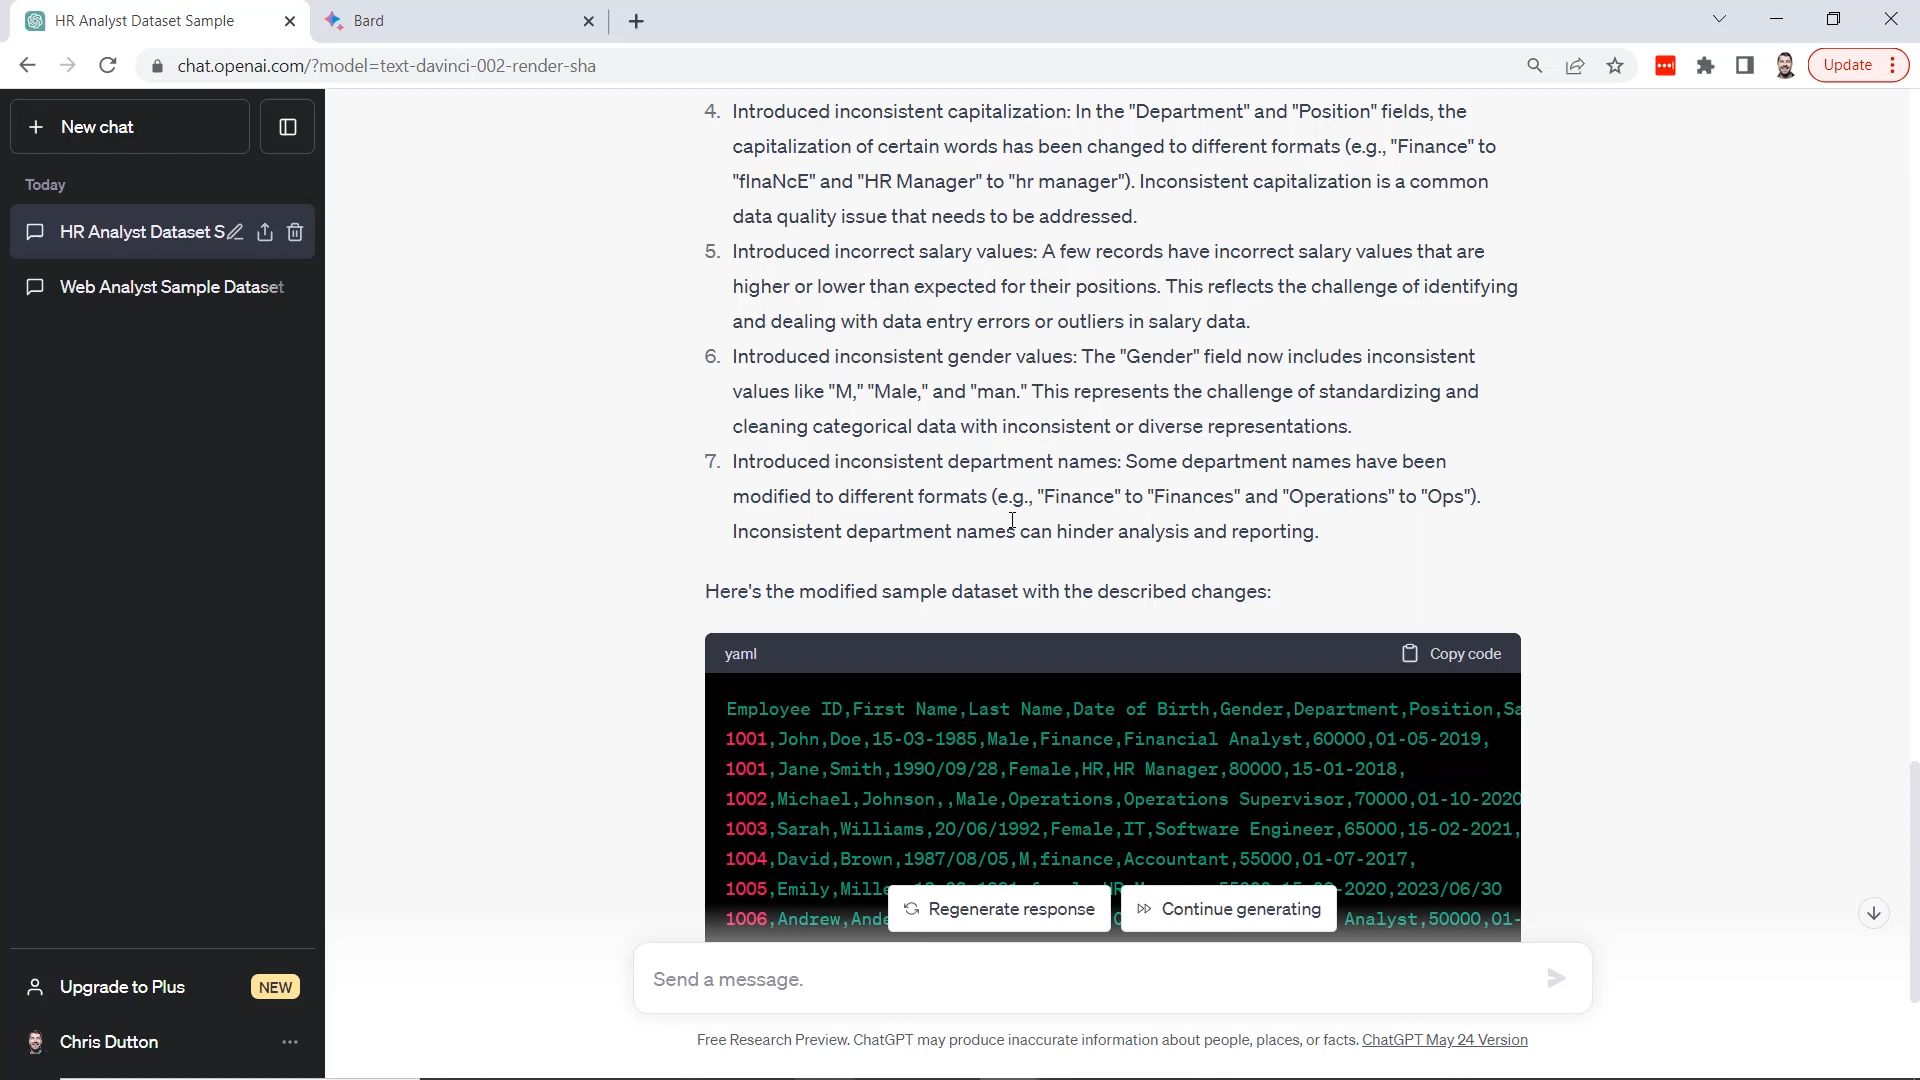 HR Analyst Dataset Sample
Bard
chat.openai.com/?model=text-davinci-002-render-sha
Update
New chat
Today
HR Analyst Dataset S
Web Analyst Sample Dataset
Upgrade to Plus
NEW
Chris Dutton
4. Introduced inconsistent capitalization: In the "Department" and "Position" fields, the
capitalization of certain words has been changed to different formats (e.g., "Finance" to
"fInaNcE" and "HR Manager" to "hr manager"). Inconsistent capitalization is a common
data quality issue that needs to be addressed.
5. Introduced incorrect salary values: A few records have incorrect salary values that are
higher or lower than expected for their positions. This reflects the challenge of identifying
and dealing with data entry errors or outliers in salary data.
6. Introduced inconsistent gender values: The "Gender" field now includes inconsistent
values like "M," "Male," and "man." This represents the challenge of standardizing and
cleaning categorical data with inconsistent or diverse representations.
7. Introduced inconsistent department names: Some department names have been
modified to different formats (e.g., "Finance" to "Finances" and "Operations" to "Ops").
Inconsistent department names can hinder analysis and reporting.
Here's the modified sample dataset with the described changes:
yaml
Copy code
Employee ID,First Name,Last Name,Date of Birth,Gender,Department,Position,Sa
1001,John,Doe,15-03-1985,Male,Finance,Financial Analyst,60000,01-05-2019,
1001,Jane,Smith,1990/09/28,Female,HR,HR Manager,80000,15-01-2018,
1002,Michael,Johnson,,Male,Operations,Operations Supervisor,70000,01-10-2020
1003,Sarah,Williams,20/06/1992,Female,IT,Software Engineer,65000,15-02-2021,
1004,David,Brown,1987/08/05,M,finance,Accountant,55000,01-07-2017,
1005,Emily,Mille -2020,2023/06/30
1006,Andrew,Ande Analyst,50000,01-
Regenerate response
Continue generating
Send a message.
Free Research Preview. ChatGPT may produce inaccurate information about people, places, or facts. ChatGPT May 24 Version